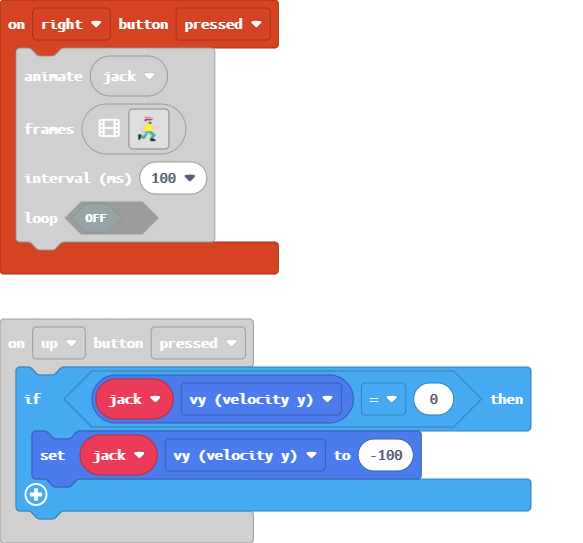 on right button pressed
animate jack
frames
interval (ms) 100
loop OFF
on up button pressed
if jack vy (velocity y) = 0 then
set jack vy (velocity y) to -100